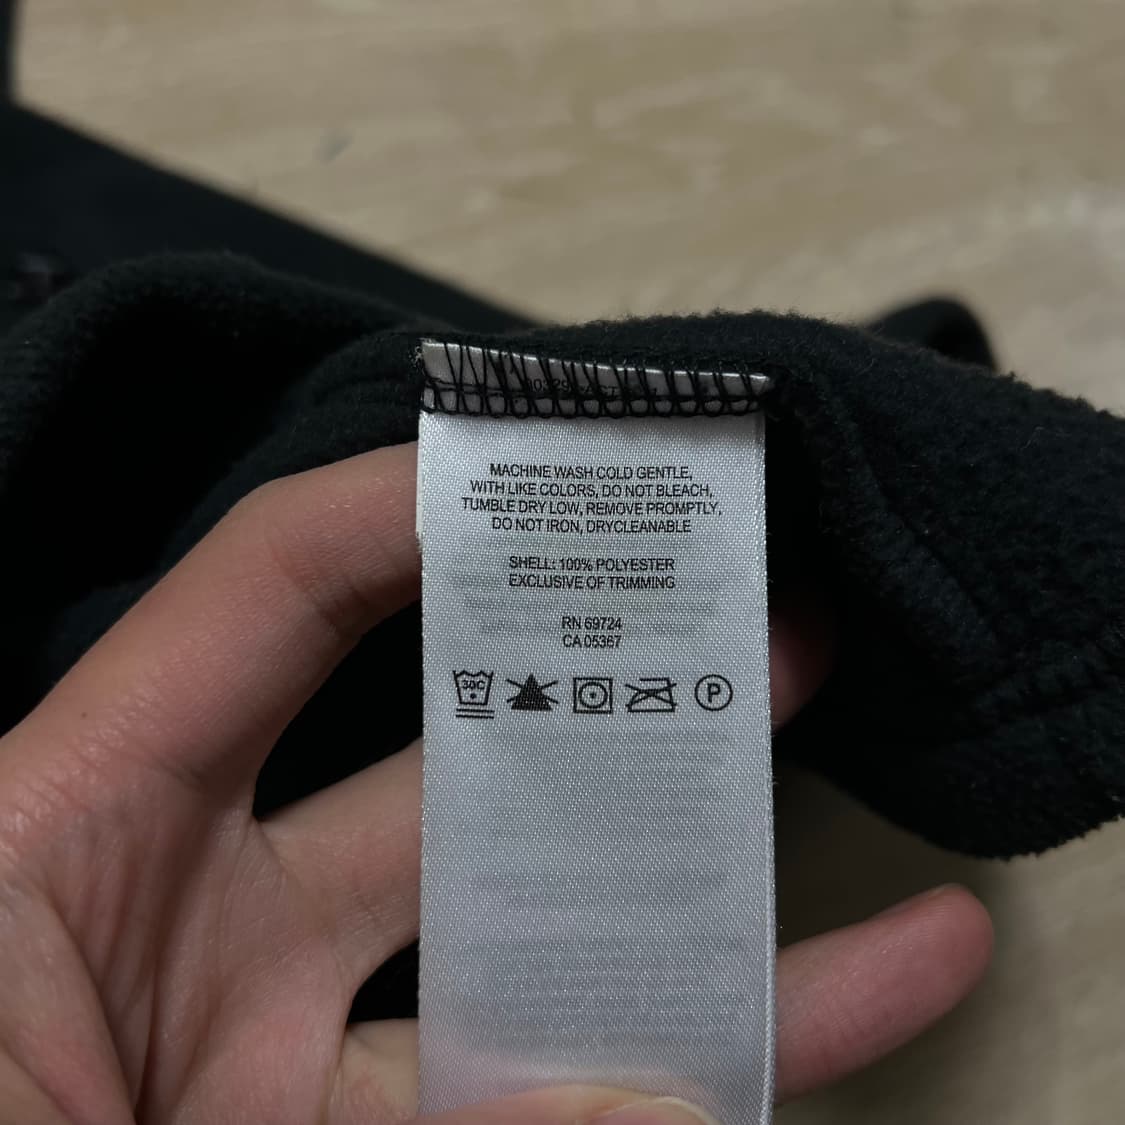 MACHINE WASH COLD GENTLE,
WITH LIKE COLORS, DO NOT BLEACH,
TUMBLE DRY LOW, REMOVE PROMPTLY,
DO NOT IRON, DRYCLEANABLE
SHELL: 100% POLYESTER
EXCLUSIVE OF TRIMMING
RN 69724
CA 05367
30C P